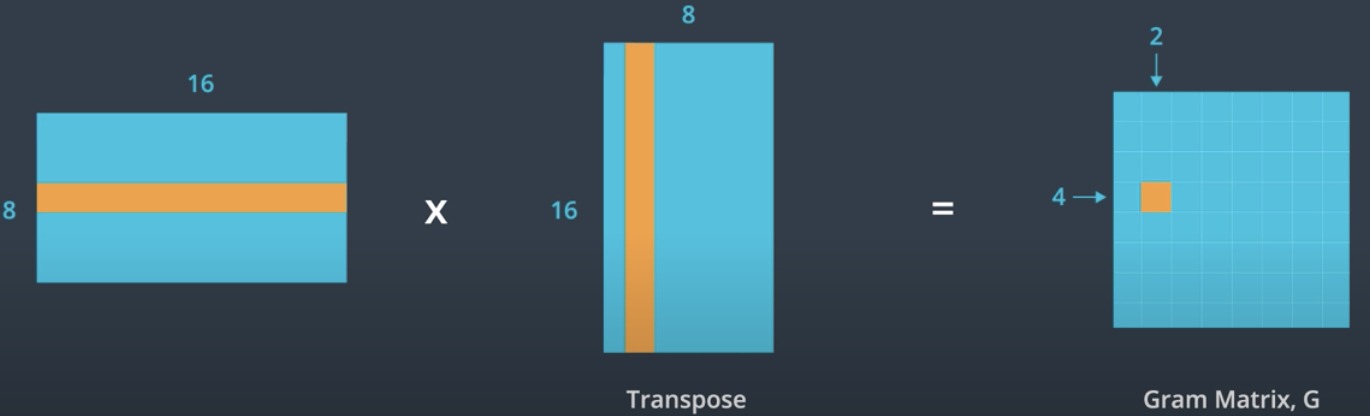 16
8
x
8
16
Transpose
=
2
4
Gram Matrix, G